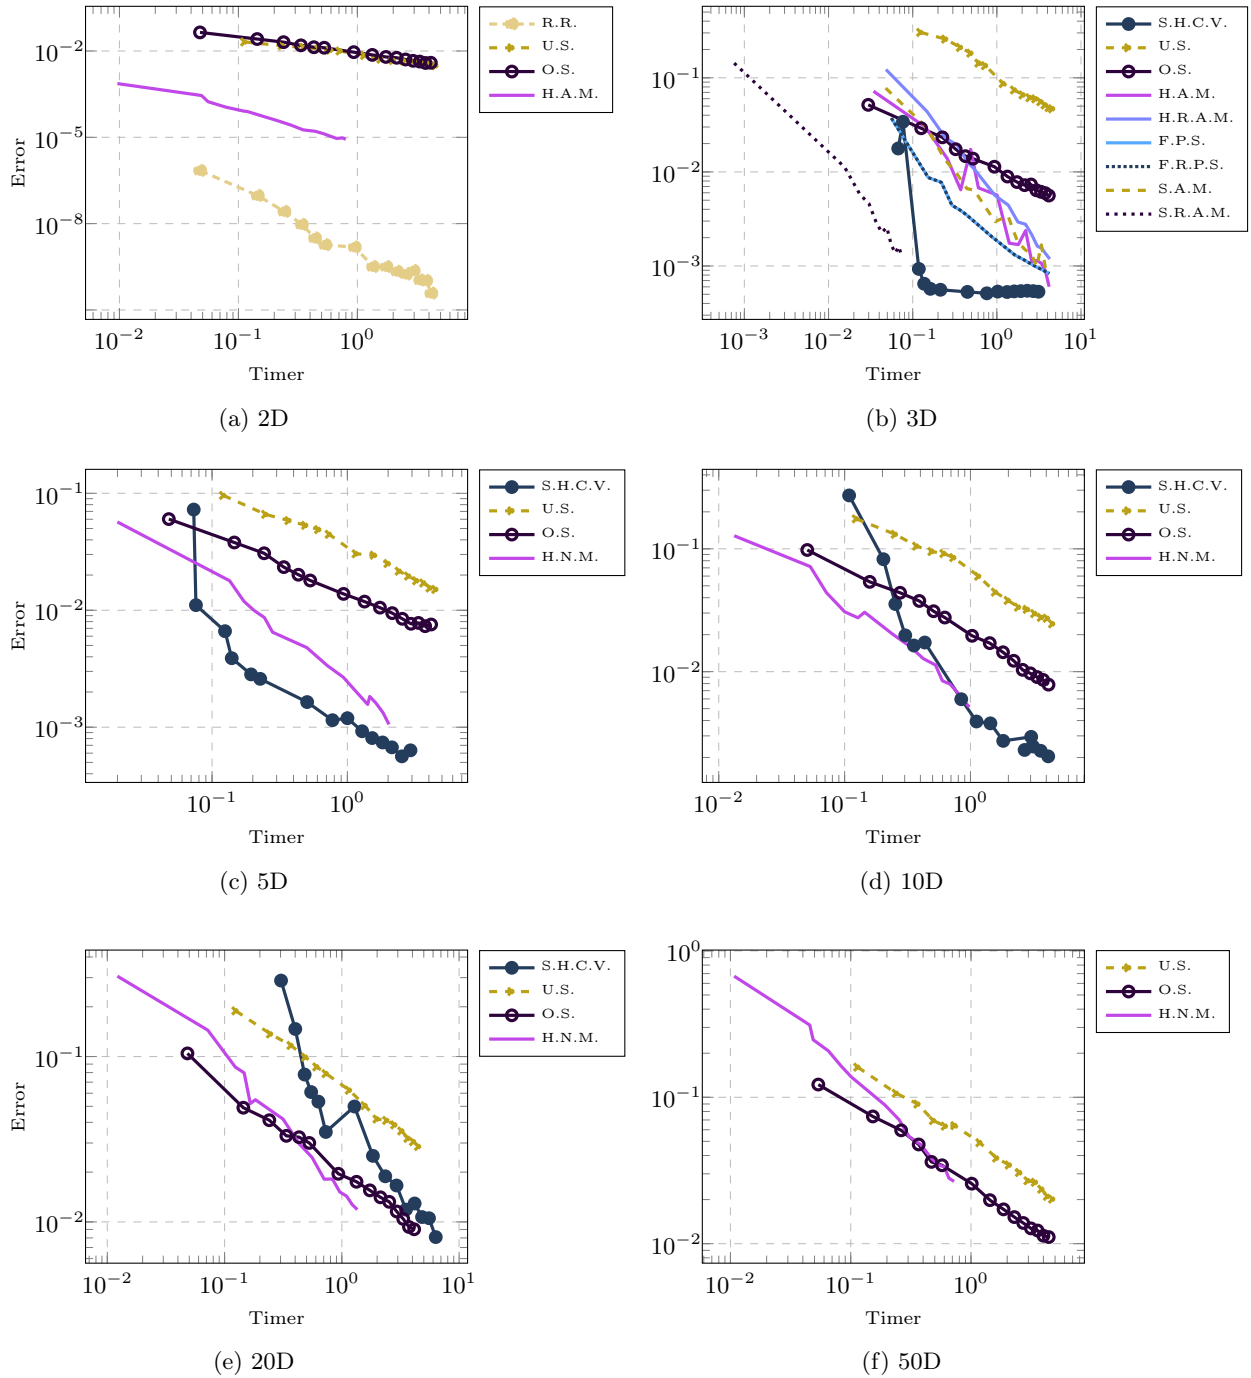 10^{-2}
10^{-5}
10^{-8}
Error
10^{-2}
10^{-1}
10^{0}
Timer
R.R.
U.S.
O.S.
H.A.M.
(a) 2D
10^{-1}
10^{-2}
10^{-3}
10^{-3}
10^{-2}
10^{-1}
10^{0}
10^{1}
Timer
S.H.C.V.
U.S.
O.S.
H.A.M.
H.R.A.M.
F.P.S.
F.R.P.S.
S.A.M.
S.R.A.M.
(b) 3D
10^{-1}
10^{-2}
10^{-3}
Error
10^{-1}
10^{0}
Timer
S.H.C.V.
U.S.
O.S.
H.N.M.
(c) 5D
10^{-1}
10^{-2}
10^{-2}
10^{-1}
10^{0}
Timer
S.H.C.V.
U.S.
O.S.
H.N.M.
(d) 10D
10^{-1}
10^{-2}
Error
10^{-2}
10^{-1}
10^{0}
10^{1}
Timer
S.H.C.V.
U.S.
O.S.
H.N.M.
(e) 20D
10^{0}
10^{-1}
10^{-2}
10^{-2}
10^{-1}
10^{0}
Timer
U.S.
O.S.
H.N.M.
(f) 50D